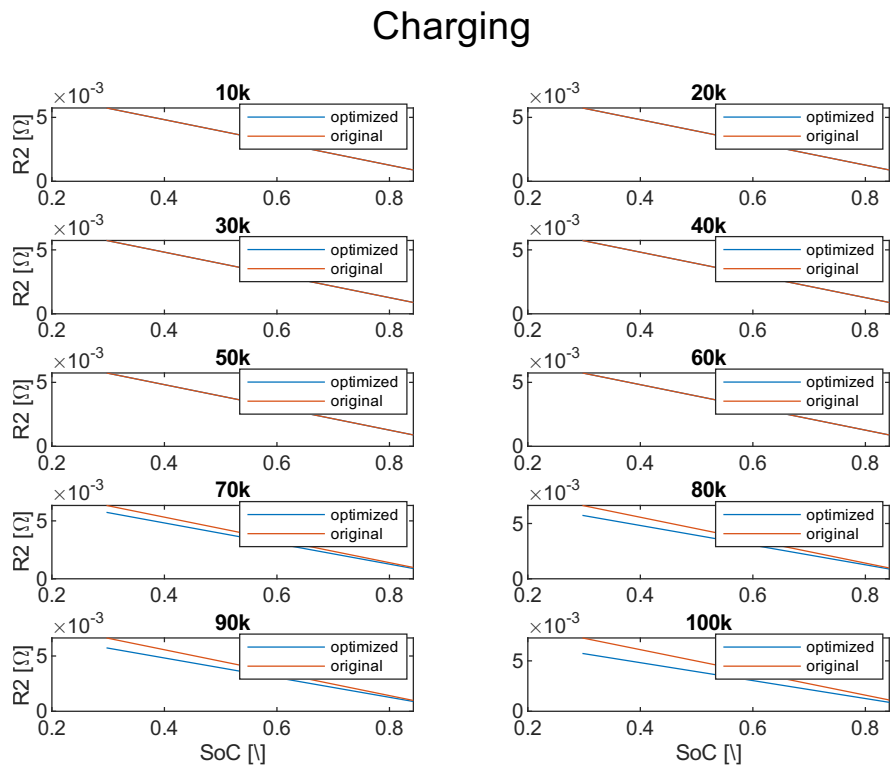 Charging
×10-3
10k
×10-3
20k
5
0
R2 [Ω]
optimized
original
5
0
optimized
original
0.2 0.4 0.6 0.8
0.2 0.4 0.6 0.8
×10-3
30k
×10-3
40k
5
0
R2 [Ω]
optimized
original
5
0
optimized
original
0.2 0.4 0.6 0.8
0.2 0.4 0.6 0.8
×10-3
50k
×10-3
60k
5
0
R2 [Ω]
optimized
original
5
0
optimized
original
0.2 0.4 0.6 0.8
0.2 0.4 0.6 0.8
×10-3
70k
×10-3
80k
5
0
R2 [Ω]
optimized
original
5
0
optimized
original
0.2 0.4 0.6 0.8
0.2 0.4 0.6 0.8
×10-3
90k
×10-3
100k
5
0
R2 [Ω]
optimized
original
5
0
optimized
original
0.2 0.4 0.6 0.8
0.2 0.4 0.6 0.8
SoC [\]
SoC [\]